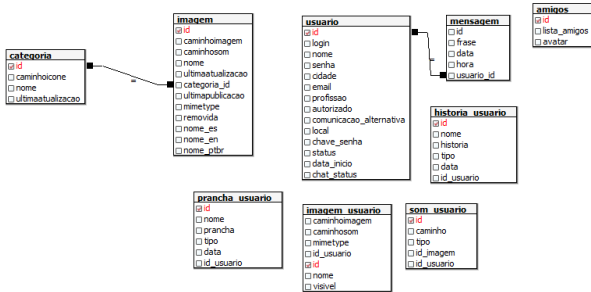 categoria
id
caminhoicone
nome
ultimaatualizacao
imagem
id
caminhoimagem
caminhosom
nome
ultimaatualizacao
categoria_id
ultimapublicacao
mimetype
removida
nome_es
nome_en
nome_ptbr
usuario
id
login
nome
senha
cidade
email
profissao
autorizado
comunicacao_alternativa
local
chave_senha
status
data_inicio
chat_status
mensagem
id
frase
data
hora
usuario_id
amigos
id
lista_amigos
avatar
historia_usuario
id
nome
historia
tipo
data
id_usuario
prancha_usuario
id
nome
prancha
tipo
data
id_usuario
imagem_usuario
caminhoimagem
caminhosom
mimetype
id_usuario
id
nome
visivel
som_usuario
id
caminho
tipo
id_imagem
id_usuario